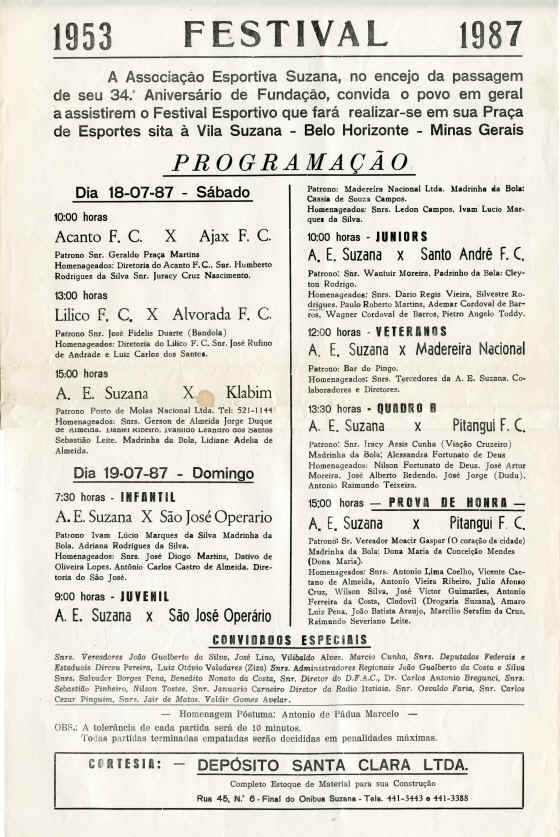 1953 FESTIVAL 1987
A Associação Esportiva Suzana, no encejo da passagem
de seu 34.º Aniversário de Fundação, convida o povo em geral
a assistirem o Festival Esportivo que fará realizar-se em sua Praça
de Esportes sita à Vila Suzana - Belo Horizonte - Minas Gerais
PROGRAMAÇÃO
Dia 18-07-87 - Sábado
10:00 horas
Acanto F. C. X Ajax F. C.
Patrono Snr. Geraldo Praça Martins
Homenageados: Diretoria do Acanto F. C., Snr. Humberto
Rodrigues da Silva Snr. Juracy Cruz Nascimento.
13:00 horas
Lilico F. C. X Alvorada F. C.
Patrono Snr. José Fidelis Duarte (Bandola)
Homenageados: Diretoria do Lilico F. C. Snr. José Rufino
de Andrade e Luiz Carlos dos Santos.
15:00 horas
A. E. Suzana X Klabim
Patrono Posto de Molas Nacional Ltda. Tel: 521-1144
Homenageados: Snrs. Gerson de Almeida Jorge Duque
de Almeida. Daniel Ribeiro. Ivanildo Leandro dos Santos
Sebastião Leite. Madrinha da Bola, Lidiane Adelia de
Almeida.
Dia 19-07-87 - Domingo
7:30 horas - INFANTIL
A. E. Suzana X São José Operario
Patrono Ivam Lúcio Marques da Silva Madrinha da
Bola. Adriana Rodrigues da Silva.
Homenageados: Snrs. José Diogo Martins, Dativo de
Oliveira Lopes. Antônio Carlos Castro de Almeida. Dire-
toria do São José.
9:00 horas - JUVENIL
A. E. Suzana x São José Operário
Patrono: Madereira Nacional Ltda. Madrinha da Bola:
Cassia de Souza Campos.
Homenageados: Snrs. Ledon Campos, Ivam Lucio Mar-
ques da Silva.
10:00 horas - JUNIORS
A. E. Suzana x Santo André F. C.
Patrono: Snr. Wantuir Moreira. Padrinho da Bola: Cley-
ton Rodrigo.
Homenageados: Snrs. Dario Regis Vieira, Silvestre Ro-
drigues. Paulo Roberto Martins, Ademar Cordoval de Bar-
ros, Wagner Cordoval de Barros, Pietro Angelo Toddy.
12:00 horas - VETERANOS
A. E. Suzana x Madereira Nacional
Patrono: Bar do Pingo.
Homenageados: Snrs. Torcedores da A. E. Suzana. Co-
laboradores e Diretores.
13:30 horas - QUADRO B
A. E. Suzana x Pitangui F. C.
Patrono: Snr. Iracy Assis Cunha (Viação Cruzeiro)
Madrinha da Bola: Alessandra Fortunato de Deus
Homenageados: Nilson Fortunato de Deus. José Artur
Moreira. José Alberto Bedendo. José Jorge (Dudu).
Antonio Raimundo Teixeira.
15:00 horas — PROVA DE HONRA —
A. E. Suzana x Pitangui F. C.
Patrono: Sr. Vereador Moacir Gaspar (O coração da cidade)
Madrinha da Bola: Dona Maria da Conceição Mendes
(Dona Maria).
Homenageados: Snrs. Antonio Lima Coelho, Vicente Cae-
tano de Almeida, Antonio Vieira Ribeiro, Julio Afonso
Cruz, Wilson Silva, José Victor Guimarães, Antonio
Ferreira da Costa, Clodovil (Drogaria Suzana), Amaro
Luiz Pena, João Batista Araujo, Marcilio Serafim da Cruz,
Raimundo Severiano Leite.
CONVIDADOS ESPECIAIS
Snrs. Vereadores João Gualberto da Silva, José Lino, Vilibaldo Alves. Marcio Cunha, Snrs. Deputados Federais e
Estaduais Dirceu Pereira, Luiz Otávio Valadares (Ziza) Snrs. Administradores Regionais João Gualberto da Costa e Silva
Snrs. Salvador Borges Pena, Benedito Nonato da Costa, Snr. Diretor do D.F.A.C., Dr. Carlos Antonio Bregunci, Snrs.
Sebastião Pinheiro, Nilson Tostes. Snr. Januario Carneiro Diretor da Radio Itatiaia. Snr. Osvaldo Faria, Snr. Carlos
Cezar Pinguim, Snrs. Jair de Matos. Valdir Gomes Avelar.
— Homenagem Póstuma: Antonio de Pádua Marcelo —
OBS.: A tolerância de cada partida será de 10 minutos.
Todas partidas terminadas empatadas serão decididas em penalidades máximas.
CORTESIA: — DEPÓSITO SANTA CLARA LTDA.
Completo Estoque de Material para sua Construção
Rua 45, N.º 6 - Final do Onibus Suzana - Tels. 441-3443 e 441-3388